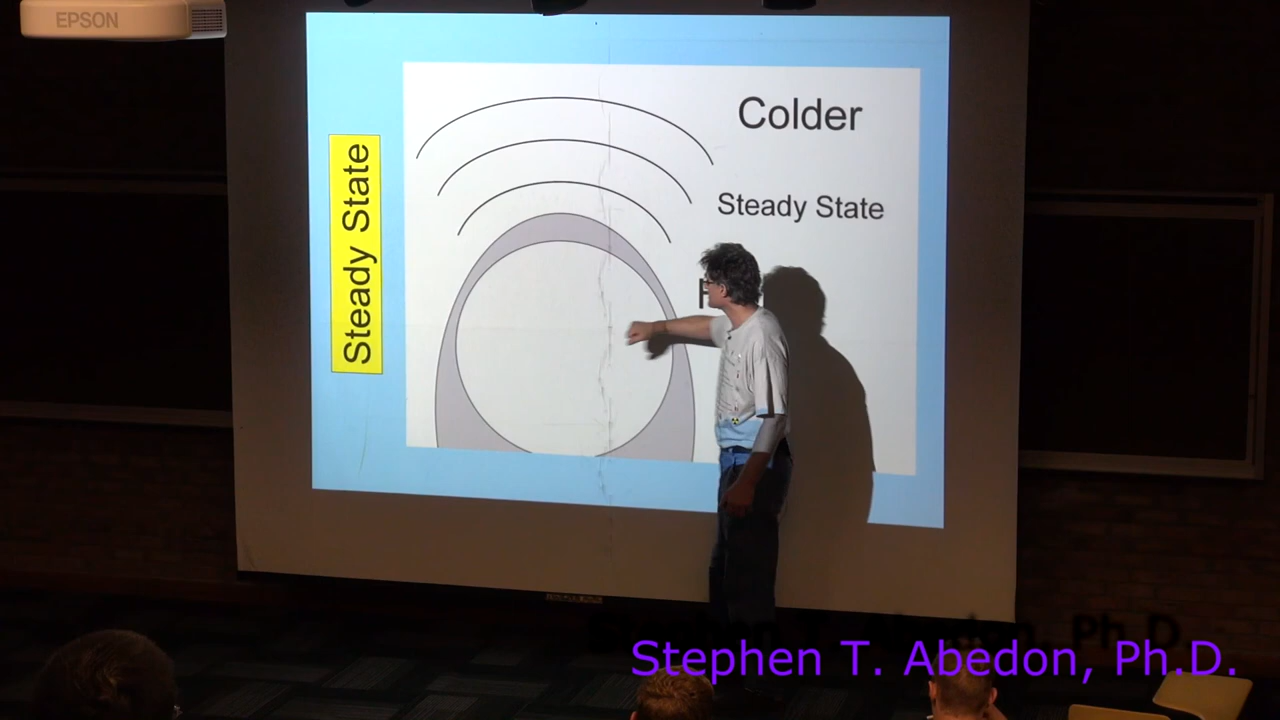 EPSON
Steady State
Colder
Steady State
Stephen T. Abedon, Ph.D.